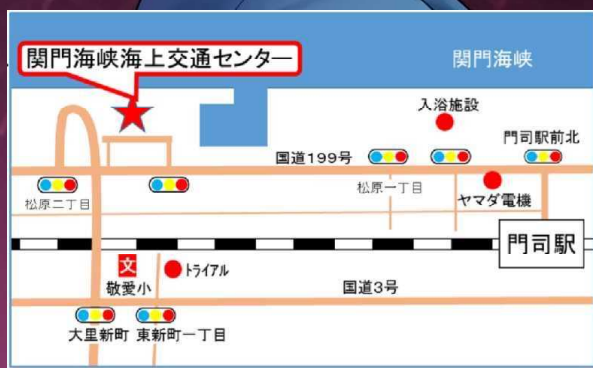 関門海峡海上交通センター
関門海峡
入浴施設
門司駅前北
国道199号
松原一丁目
松原二丁目
ヤマダ電機
門司駅
文
敬愛小
トライアル
国道3号
大里新町
東新町一丁目